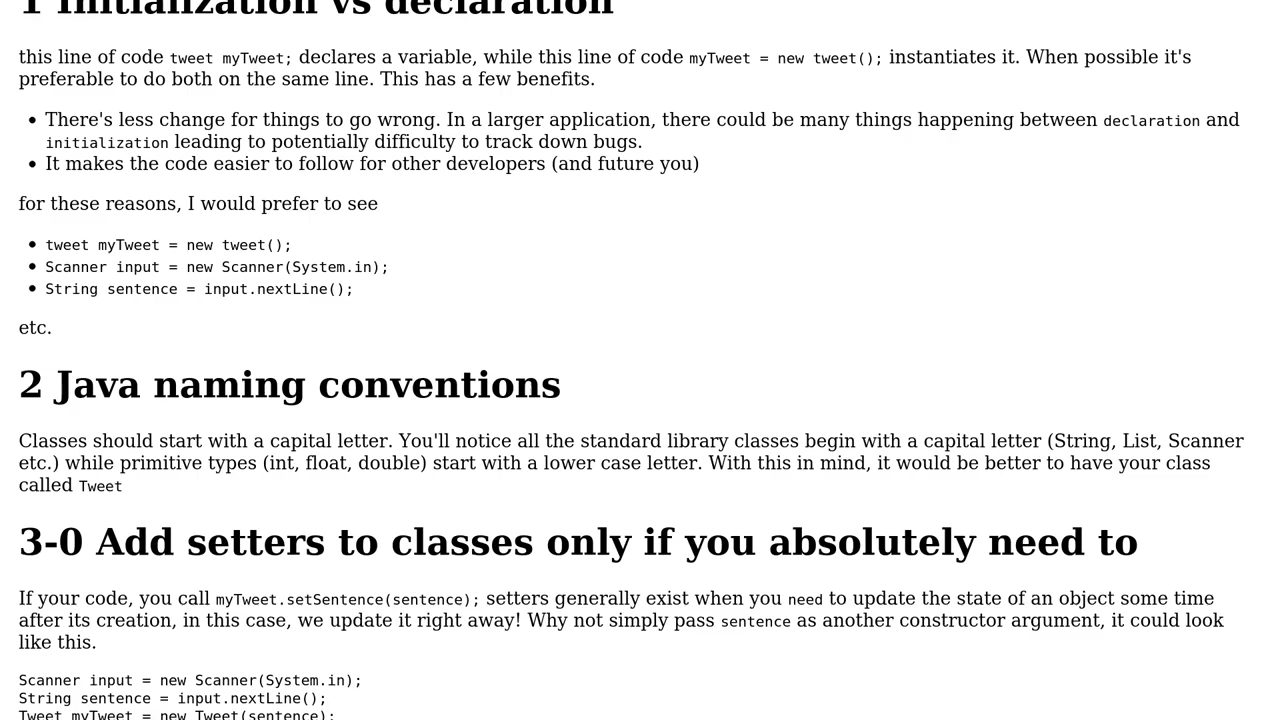 1 Initialization vs declaration
this line of code tweet myTweet; declares a variable, while this line of code myTweet = new tweet(); instantiates it. When possible it's
preferable to do both on the same line. This has a few benefits.
• There's less change for things to go wrong. In a larger application, there could be many things happening between declaration and
initialization leading to potentially difficulty to track down bugs.
• It makes the code easier to follow for other developers (and future you)
for these reasons, I would prefer to see
• tweet myTweet = new tweet();
• Scanner input = new Scanner(System.in);
• String sentence = input.nextLine();
etc.
2 Java naming conventions
Classes should start with a capital letter. You'll notice all the standard library classes begin with a capital letter (String, List, Scanner
etc.) while primitive types (int, float, double) start with a lower case letter. With this in mind, it would be better to have your class
called Tweet
3-0 Add setters to classes only if you absolutely need to
If your code, you call myTweet.setSentence(sentence); setters generally exist when you need to update the state of an object some time
after its creation, in this case, we update it right away! Why not simply pass sentence as another constructor argument, it could look
like this.
Scanner input = new Scanner(System.in);
String sentence = input.nextLine();
Tweet myTweet = new Tweet(sentence);